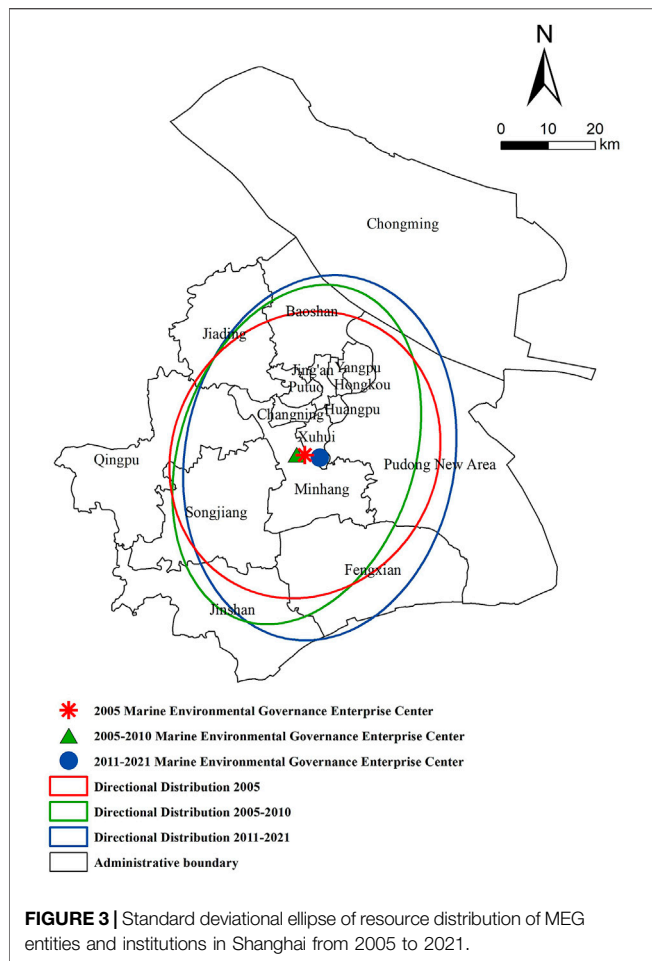 N
0 10 20
km
Chongming
Baoshan
Jiading
Jing'an
Yangpu
Putuo
Hongkou
Changning
Huangpu
Xuhui
Qingpu
Pudong New Area
Minhang
Songjiang
Fengxian
Jinshan
2005 Marine Environmental Governance Enterprise Center
2005-2010 Marine Environmental Governance Enterprise Center
2011-2021 Marine Environmental Governance Enterprise Center
Directional Distribution 2005
Directional Distribution 2005-2010
Directional Distribution 2011-2021
Administrative boundary
FIGURE 3 | Standard deviational ellipse of resource distribution of MEG
entities and institutions in Shanghai from 2005 to 2021.